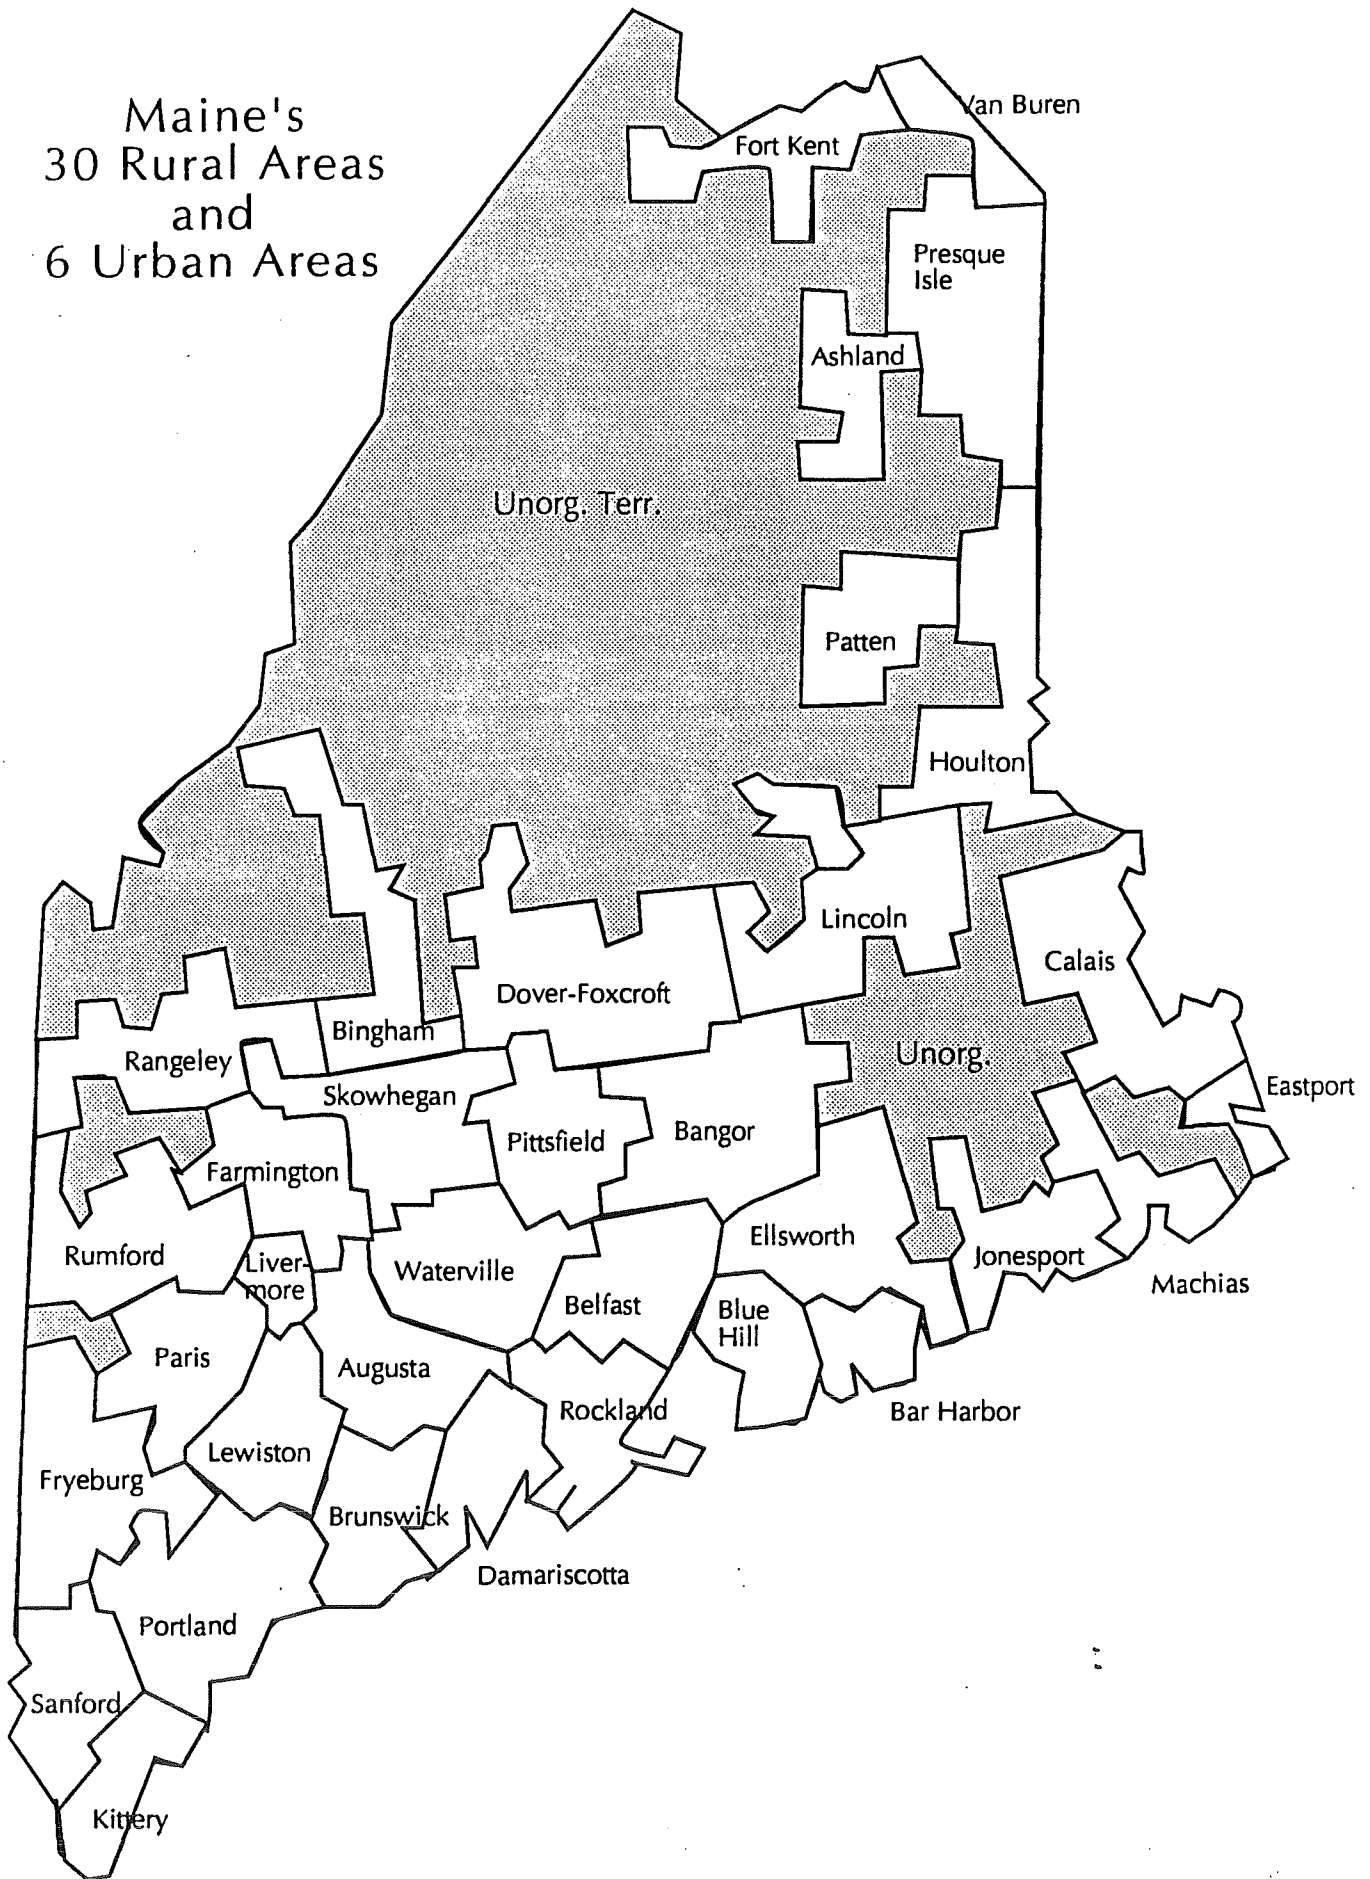 Maine's
30 Rural Areas
and
6 Urban Areas
Van Buren
Fort Kent
Presque
Isle
Ashland
Unorg. Terr.
Patten
Houlton
Lincoln
Calais
Dover-Foxcroft
Bingham
Rangeley
Unorg.
Skowhegan
Eastport
Pittsfield
Bangor
Farmington
Rumford
Liver-
more
Waterville
Ellsworth
Jonesport
Machias
Belfast
Blue
Hill
Paris
Augusta
Rockland
Bar Harbor
Lewiston
Fryeburg
Brunswick
Damariscotta
Portland
Sanford
Kittery